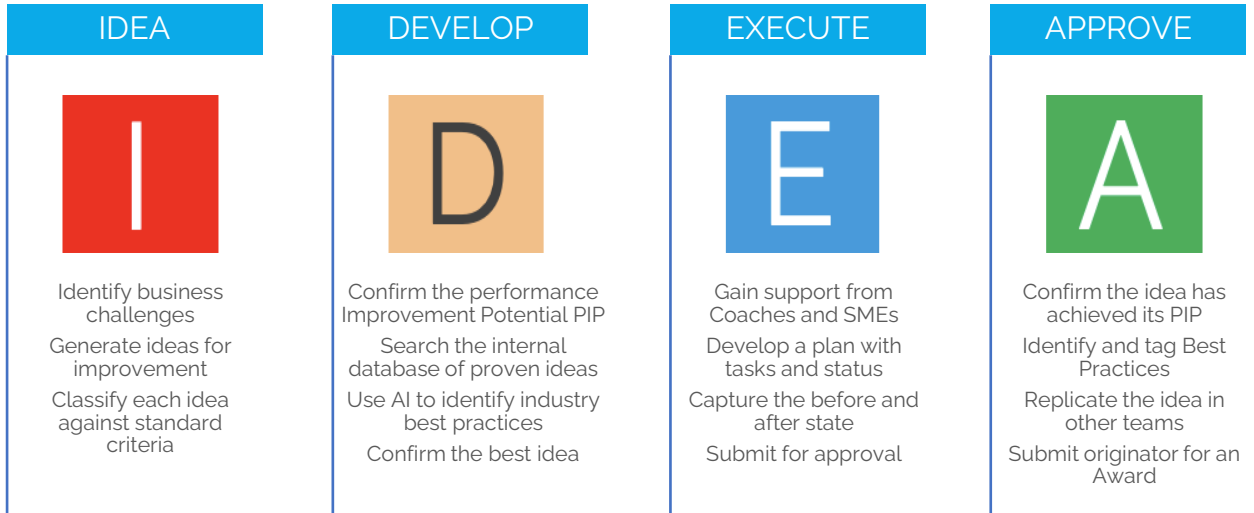 IDEA
I
Identify business
challenges
Generate ideas for
improvement
Classify each idea
against standard
criteria
DEVELOP
D
Confirm the performance
Improvement Potential PIP
Search the internal
database of proven ideas
Use AI to identify industry
best practices
Confirm the best idea
EXECUTE
E
Gain support from
Coaches and SMEs
Develop a plan with
tasks and status
Capture the before and
after state
Submit for approval
APPROVE
A
Confirm the idea has
achieved its PIP
Identify and tag Best
Practices
Replicate the idea in
other teams
Submit originator for an
Award